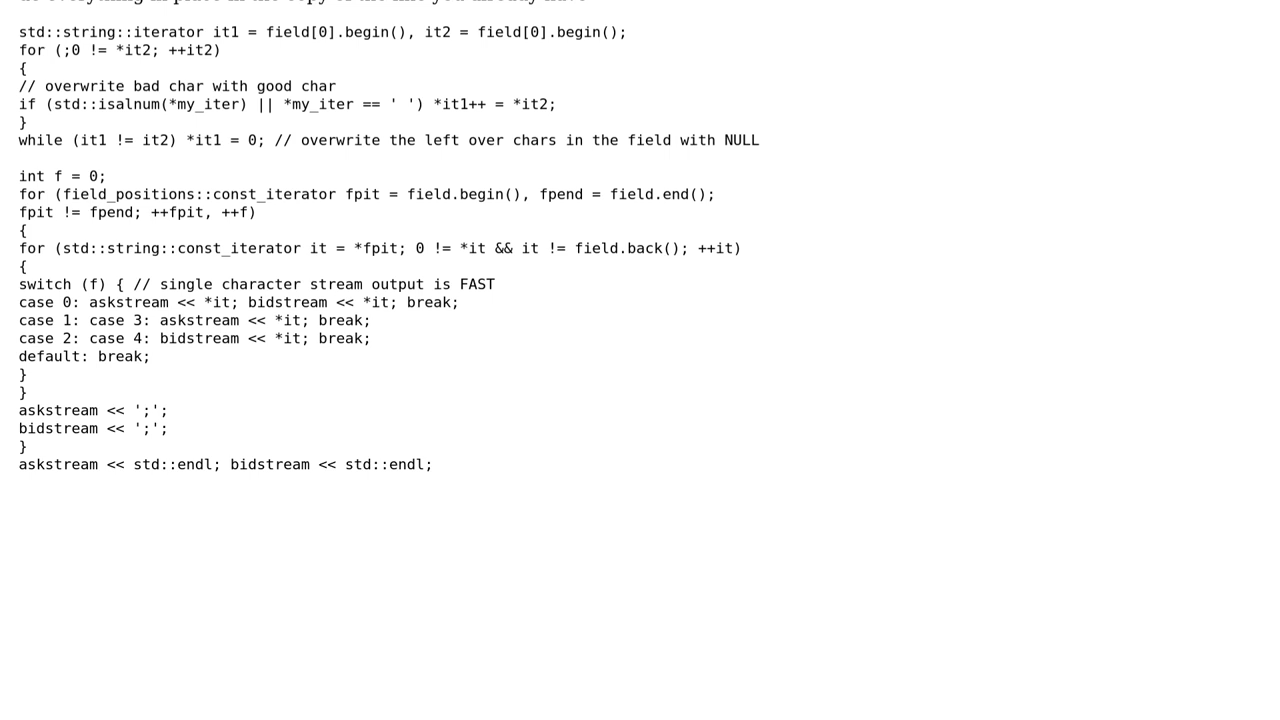 std::string::iterator it1 = field[0].begin(), it2 = field[0].begin();
for (;0 != *it2; ++it2)
{
// overwrite bad char with good char
if (std::isalnum(*my_iter) || *my_iter == ' ') *it1++ = *it2;
}
while (it1 != it2) *it1 = 0; // overwrite the left over chars in the field with NULL

int f = 0;
for (field_positions::const_iterator fpit = field.begin(), fpend = field.end();
fpit != fpend; ++fpit, ++f)
{
for (std::string::const_iterator it = *fpit; 0 != *it && it != field.back(); ++it)
{
switch (f) { // single character stream output is FAST
case 0: askstream << *it; bidstream << *it; break;
case 1: case 3: askstream << *it; break;
case 2: case 4: bidstream << *it; break;
default: break;
}
}
askstream << ';';
bidstream << ';';
}
askstream << std::endl; bidstream << std::endl;